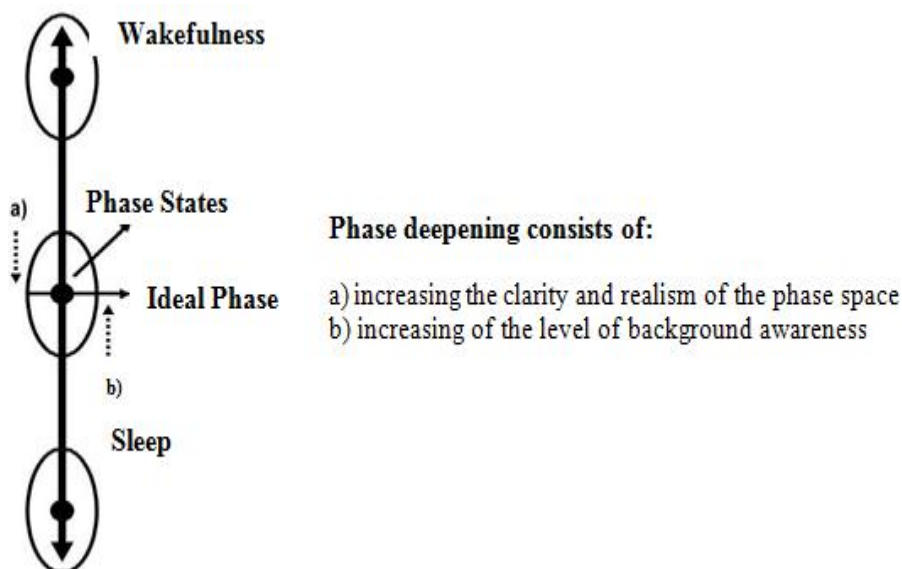 Wakefulness
Phase States
a)
Ideal Phase
b)
Sleep
Phase deepening consists of:
a) increasing the clarity and realism of the phase space
b) increasing of the level of background awareness